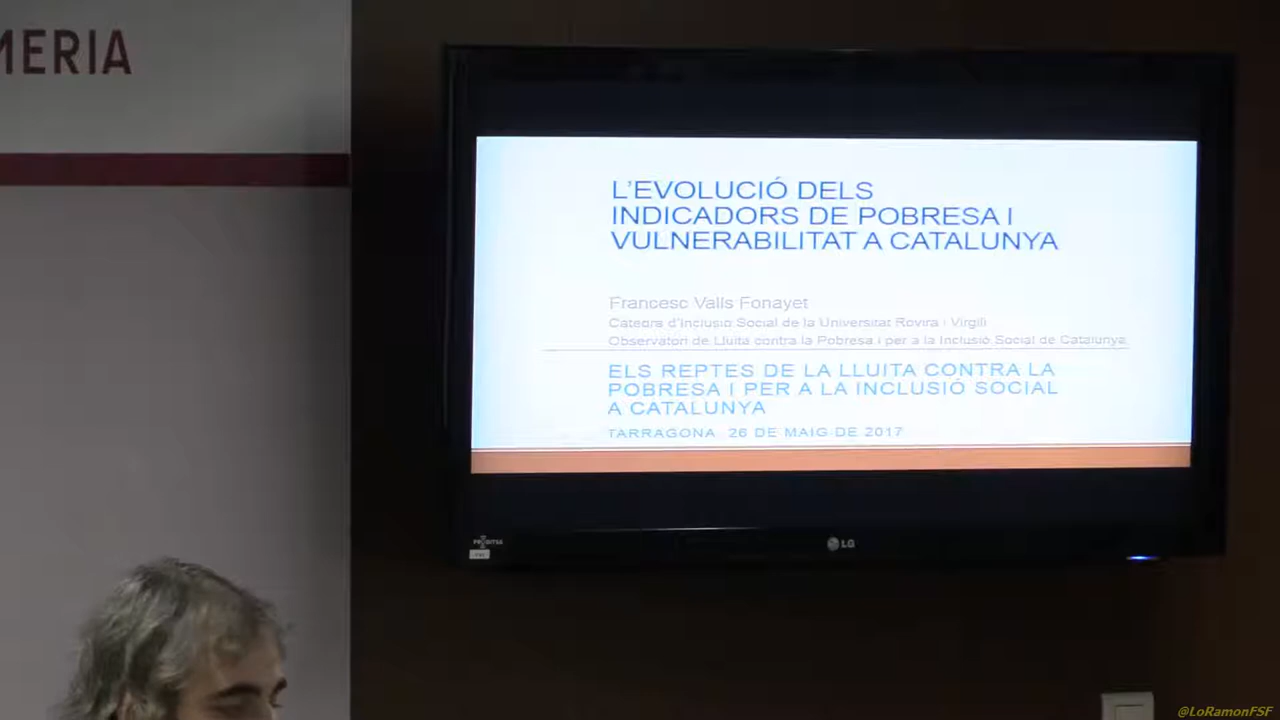 MERIA
L'EVOLUCIÓ DELS
INDICADORS DE POBRESA I
VULNERABILITAT A CATALUNYA
Francesc Valls Fonayet
Càtedra d'Inclusió Social de la Universitat Rovira i Virgili
Observatori de Lluita contra la Pobresa i per a la Inclusió Social de Catalunya
ELS REPTES DE LA LLUITA CONTRA LA
POBRESA I PER A LA INCLUSIÓ SOCIAL
A CATALUNYA
TARRAGONA 26 DE MAIG DE 2017
LG
@LoRamonFSF